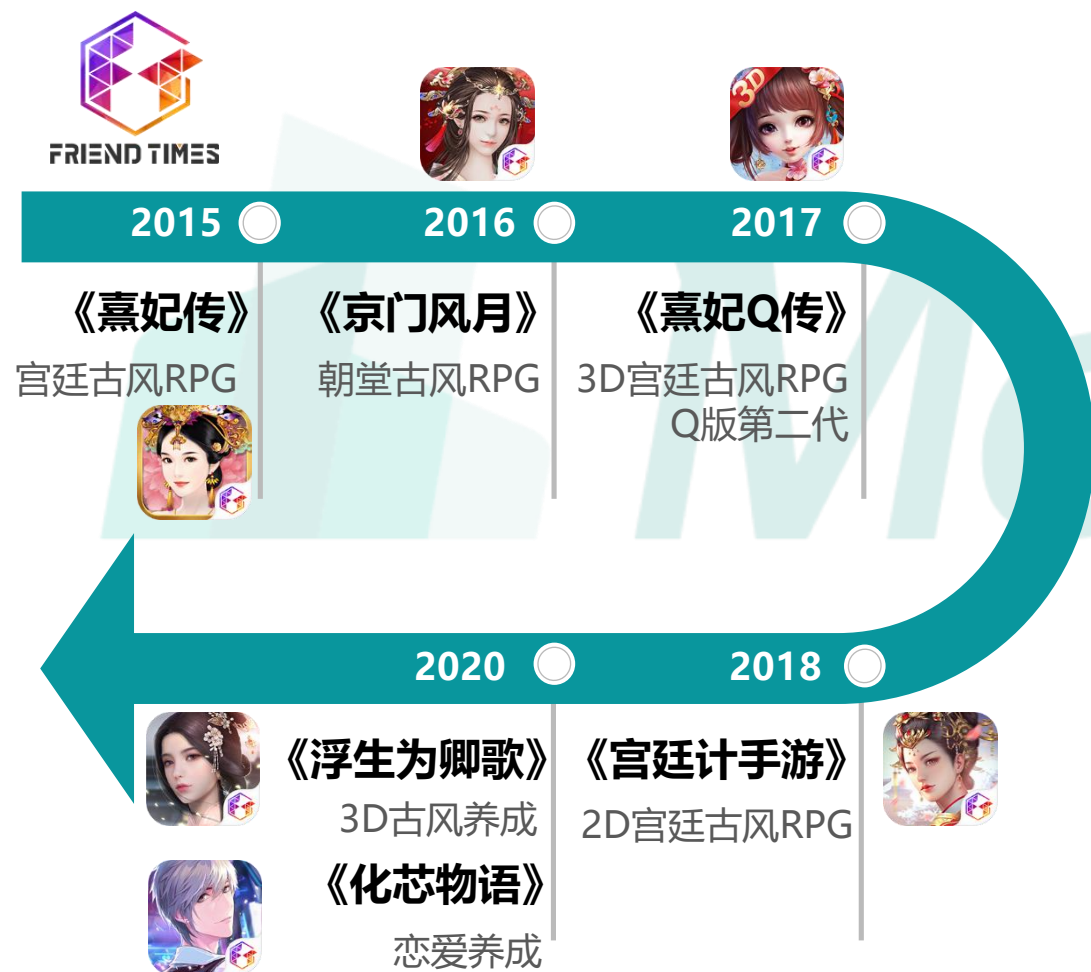 FRIEND TIMES
3D
2015
2016
2017
《熹妃传》
《京门风月》
《熹妃Q传》
宫廷古风RPG
朝堂古风RPG
3D宫廷古风RPG
Q版第二代
2020
2018
《浮生为卿歌》
《宫廷计手游》
3D古风养成
2D宫廷古风RPG
《化芯物语》
恋爱养成